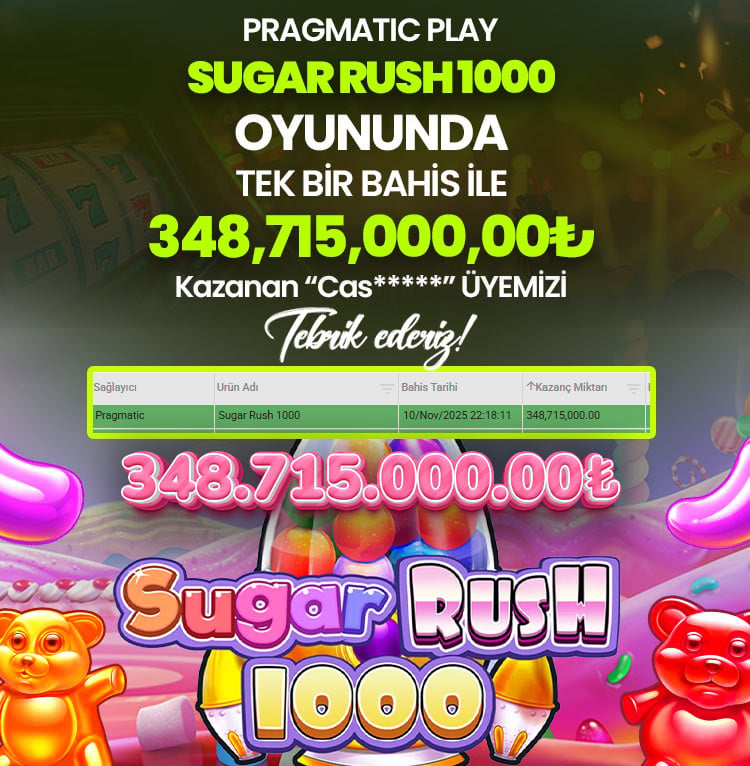 PRAGMATIC PLAY
SUGAR RUSH 1000
OYUNUNDA
TEK BİR BAHİS İLE
348,715,000,00₺
Kazanan “Cas*****” ÜYEMİZİ
Tebrik ederiz!
Sağlayıcı Ürün Adı Bahis Tarihi ↑Kazanç Miktarı
Pragmatic Sugar Rush 1000 10/Nov/2025 22:18:11 348,715,000.00
348.715.000.00₺
Sugar RUSH
1000